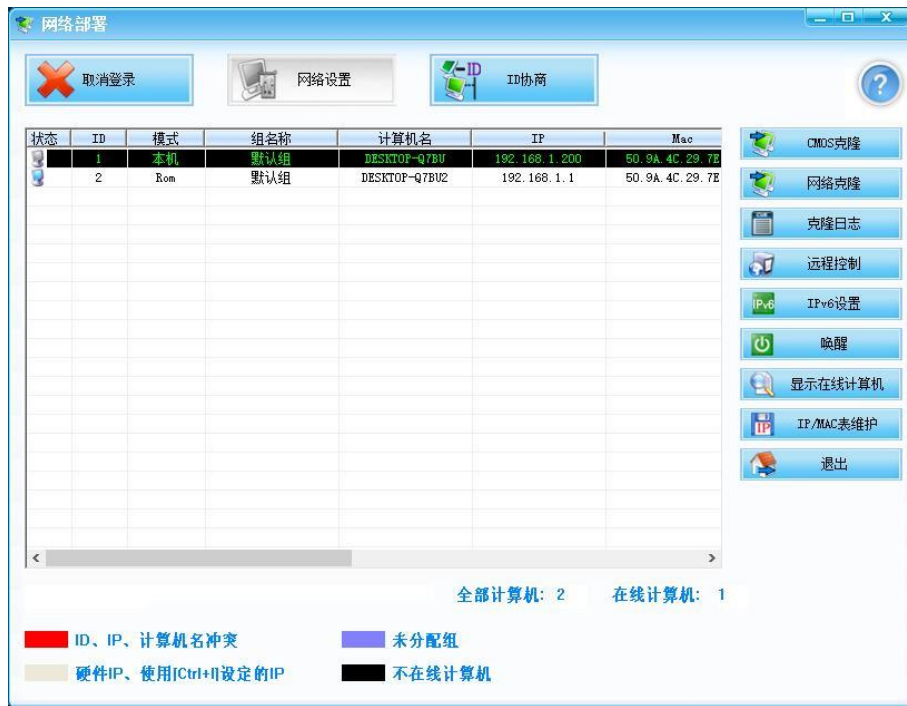 网络部署
取消登录 网络设置 ID协商
状态 ID 模式 组名称 计算机名 IP Mac
1 本机 默认组 DESKTOP-Q7BU 192.168.1.200 50.9A.4C.29.7E
2 Rom 默认组 DESKTOP-Q7BU2 192.168.1.1 50.9A.4C.29.7E
CMOS克隆
网络克隆
克隆日志
远程控制
IPv6 IPv6设置
唤醒
显示在线计算机
IP IP/MAC表维护
退出
全部计算机: 2 在线计算机: 1
ID、IP、计算机名冲突 未分配组
硬件IP、使用[Ctrl+I]设定的IP 不在线计算机